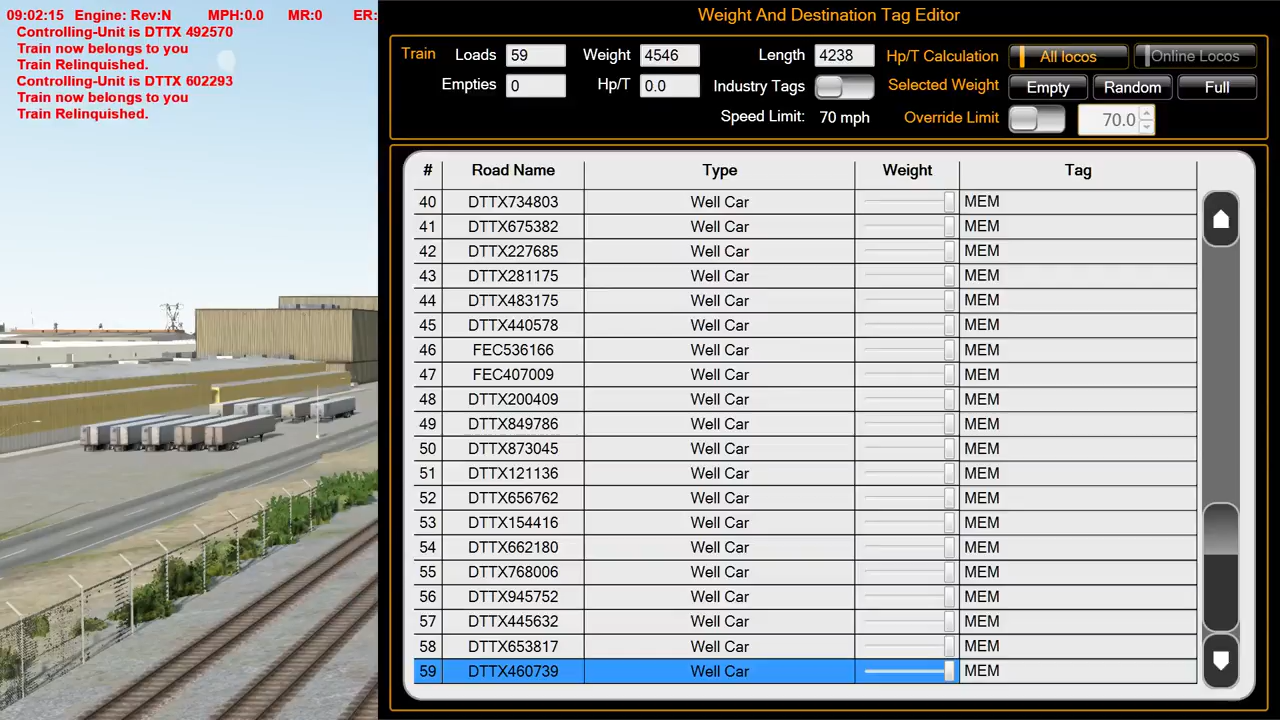 09:02:15 Engine: Rev:N MPH:0.0 MR:0 ER:
Controlling-Unit is DTTX 492570
Train now belongs to you
Train Relinquished.
Controlling-Unit is DTTX 602293
Train now belongs to you
Train Relinquished.
Weight And Destination Tag Editor
Train Loads 59 Weight 4546 Length 4238 Hp/T Calculation All locos Online Locos
Empties 0 Hp/T 0.0 Industry Tags Selected Weight Empty Random Full
Speed Limit: 70 mph Override Limit 70.0
# Road Name Type Weight Tag
40 DTTX734803 Well Car MEM
41 DTTX675382 Well Car MEM
42 DTTX227685 Well Car MEM
43 DTTX281175 Well Car MEM
44 DTTX483175 Well Car MEM
45 DTTX440578 Well Car MEM
46 FEC536166 Well Car MEM
47 FEC407009 Well Car MEM
48 DTTX200409 Well Car MEM
49 DTTX849786 Well Car MEM
50 DTTX873045 Well Car MEM
51 DTTX121136 Well Car MEM
52 DTTX656762 Well Car MEM
53 DTTX154416 Well Car MEM
54 DTTX662180 Well Car MEM
55 DTTX768006 Well Car MEM
56 DTTX945752 Well Car MEM
57 DTTX445632 Well Car MEM
58 DTTX653817 Well Car MEM
59 DTTX460739 Well Car MEM